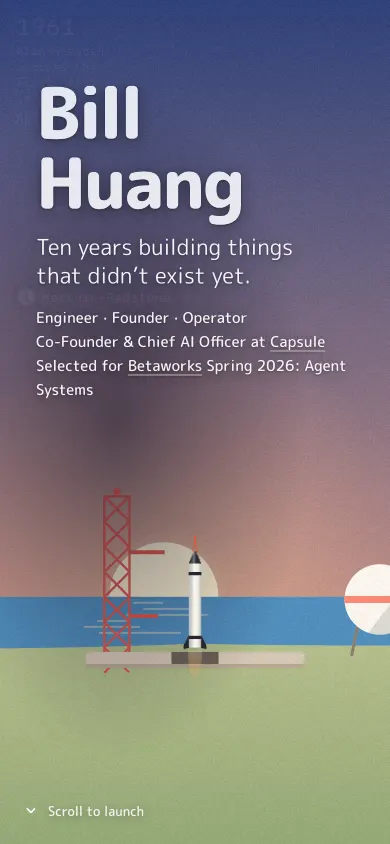 1961
Bill
Huang
Ten years building things
that didn’t exist yet.
Engineer · Founder · Operator
Co-Founder & Chief AI Officer at Capsule
Selected for Betaworks Spring 2026: Agent
Systems
Scroll to launch